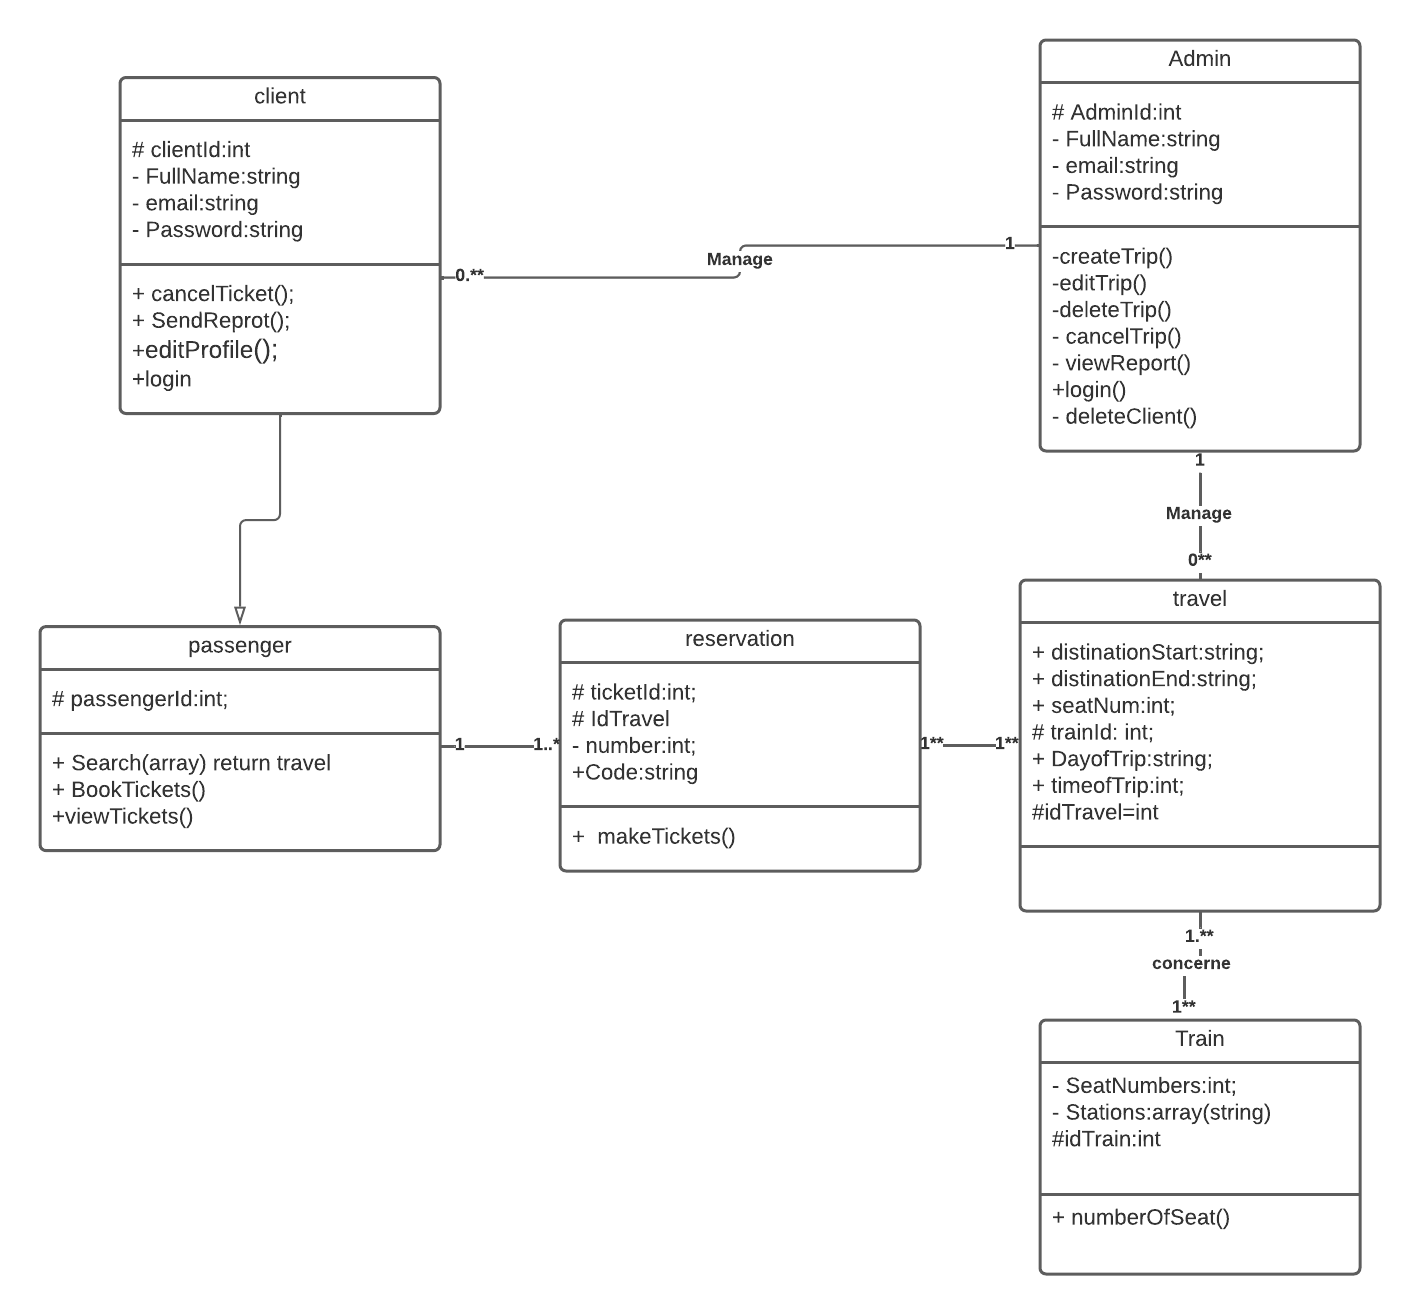 client
# clientId:int
- FullName:string
- email:string
- Password:string
+ cancelTicket();
+ SendReprot();
+editProfile();
+login
Admin
# AdminId:int
- FullName:string
- email:string
- Password:string
-createTrip()
-editTrip()
-deleteTrip()
- cancelTrip()
- viewReport()
+login()
- deleteClient()
0.**
Manage
1
1
Manage
0**
passenger
# passengerId:int;
+ Search(array) return travel
+ BookTickets()
+viewTickets()
1
1..*
reservation
# ticketId:int;
# IdTravel
- number:int;
+Code:string
+  makeTickets()
1**
1**
travel
+ distinationStart:string;
+ distinationEnd:string;
+ seatNum:int;
# trainId: int;
+ DayofTrip:string;
+ timeofTrip:int;
#idTravel=int
1.**
concerne
1**
Train
- SeatNumbers:int;
- Stations:array(string)
#idTrain:int
+ numberOfSeat()